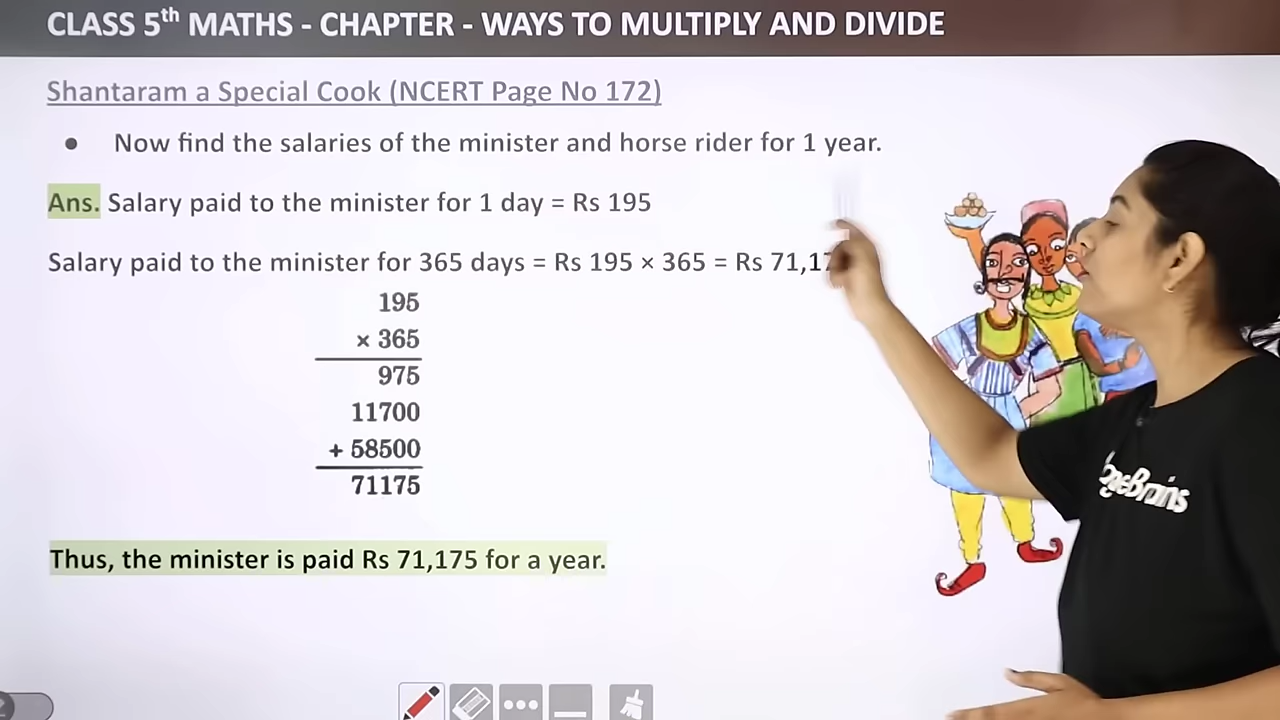 CLASS 5th MATHS - CHAPTER - WAYS TO MULTIPLY AND DIVIDE
Shantaram a Special Cook (NCERT Page No 172)
● Now find the salaries of the minister and horse rider for 1 year.
Ans. Salary paid to the minister for 1 day = Rs 195
Salary paid to the minister for 365 days = Rs 195 × 365 = Rs 71,17
195
× 365
975
11700
+ 58500
71175
Thus, the minister is paid Rs 71,175 for a year.